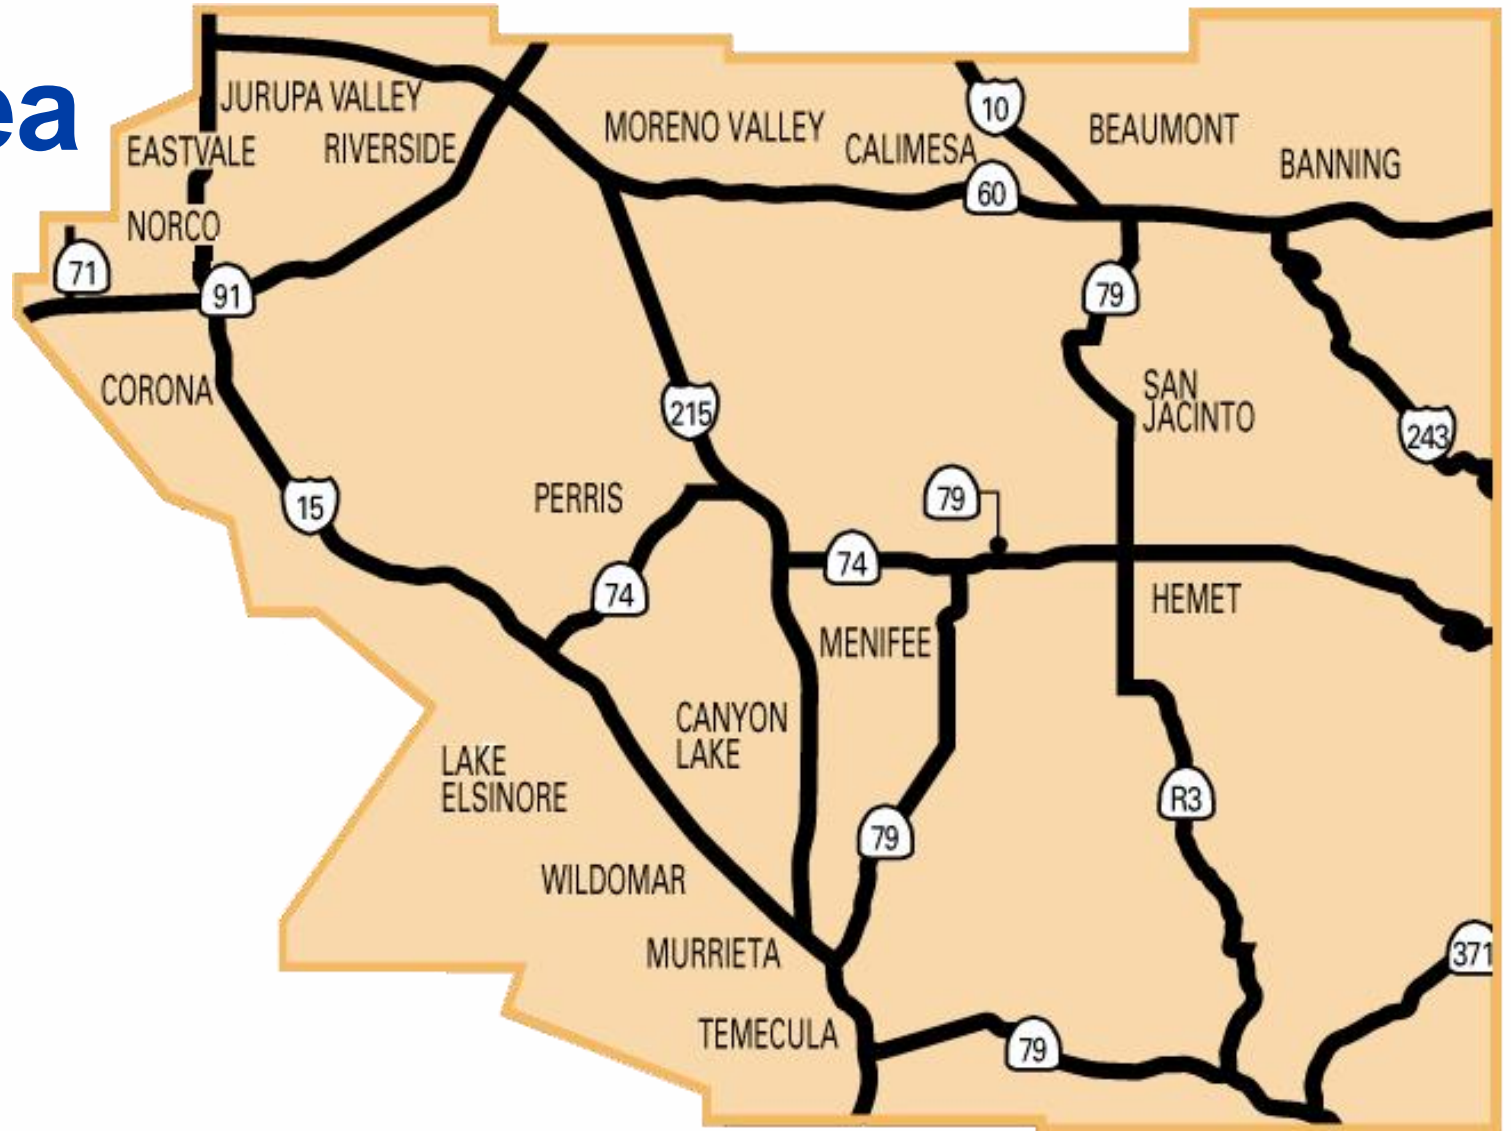 ea
JURUPA VALLEY
10
MORENO VALLEY
BEAUMONT
EASTVALE
RIVERSIDE
CALIMESA
BANNING
60
NORCO
71
91
79
CORONA
SAN
JACINTO
215
243
15
PERRIS
79
74
74
HEMET
MENIFEE
CANYON
LAKE
LAKE
ELSINORE
R3
79
WILDOMAR
MURRIETA
371
TEMECULA
79